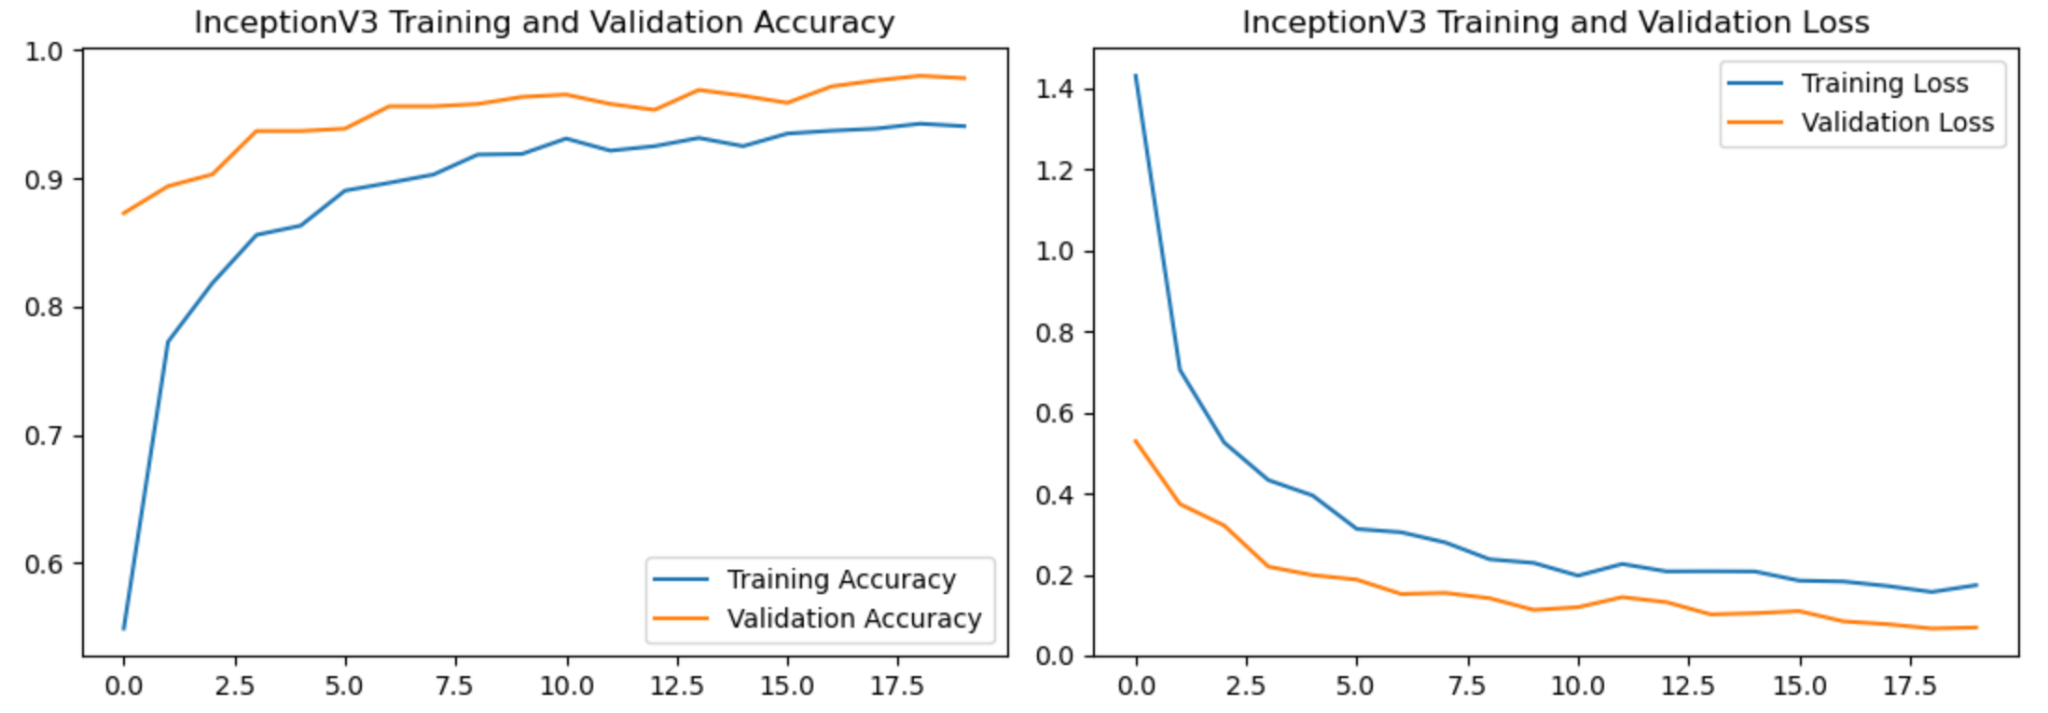 InceptionV3 Training and Validation Accuracy
1.0
0.9
0.8
0.7
0.6
Training Accuracy
Validation Accuracy
0.0 2.5 5.0 7.5 10.0 12.5 15.0 17.5
InceptionV3 Training and Validation Loss
1.4
1.2
1.0
0.8
0.6
0.4
0.2
0.0
Training Loss
Validation Loss
0.0 2.5 5.0 7.5 10.0 12.5 15.0 17.5